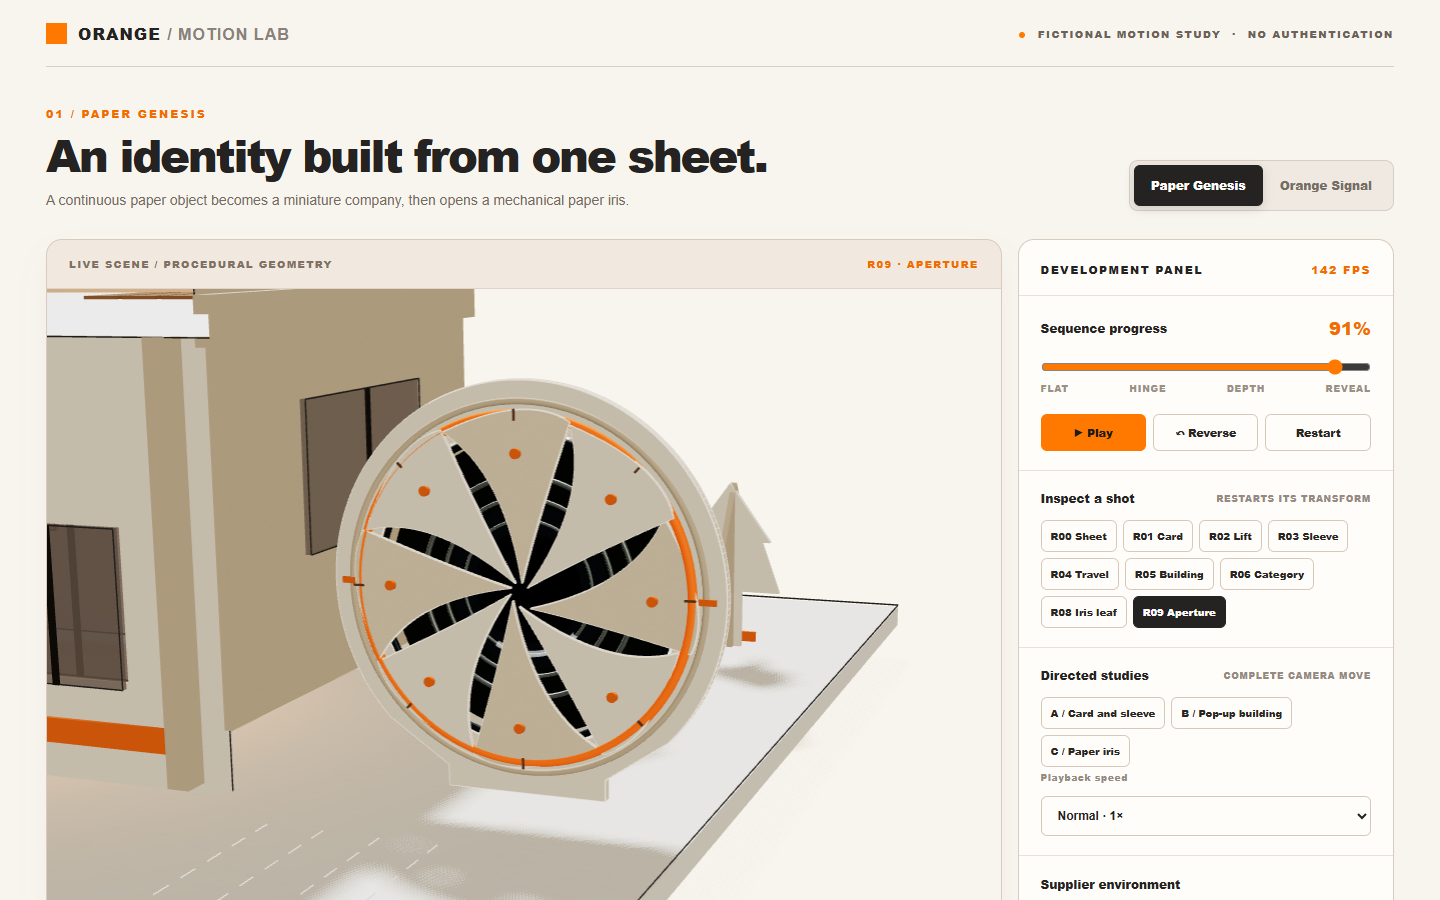 ORANGE / MOTION LAB
FICTIONAL MOTION STUDY · NO AUTHENTICATION
01 / PAPER GENESIS
An identity built from one sheet.
A continuous paper object becomes a miniature company, then opens a mechanical paper iris.
Paper Genesis
Orange Signal
LIVE SCENE / PROCEDURAL GEOMETRY
R09 · APERTURE
DEVELOPMENT PANEL
142 FPS
Sequence progress
91%
FLAT
HINGE
DEPTH
REVEAL
▶ Play
↶ Reverse
Restart
Inspect a shot
RESTARTS ITS TRANSFORM
R00 Sheet
R01 Card
R02 Lift
R03 Sleeve
R04 Travel
R05 Building
R06 Category
R08 Iris leaf
R09 Aperture
Directed studies
COMPLETE CAMERA MOVE
A / Card and sleeve
B / Pop-up building
C / Paper iris
Playback speed
Normal · 1×
Supplier environment